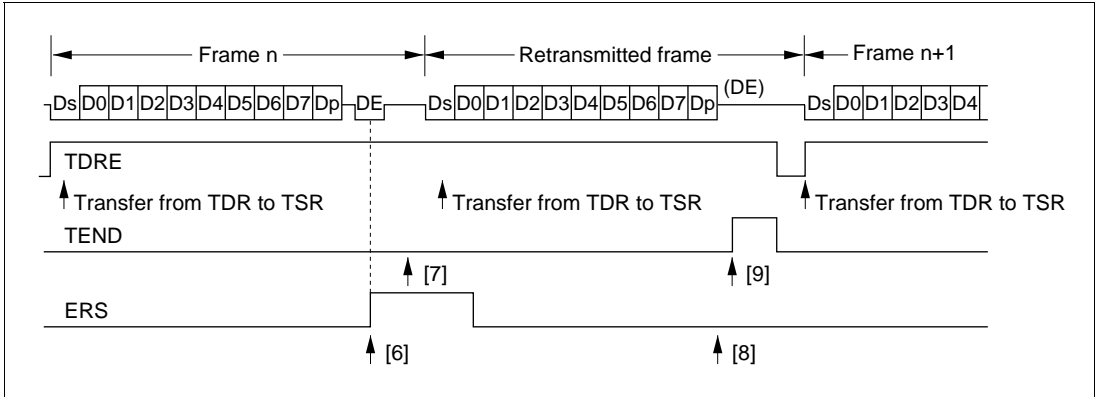 Frame n Retransmitted frame Frame n+1
Ds D0 D1 D2 D3 D4 D5 D6 D7 Dp DE Ds D0 D1 D2 D3 D4 D5 D6 D7 Dp (DE) Ds D0 D1 D2 D3 D4
TDRE
Transfer from TDR to TSR Transfer from TDR to TSR Transfer from TDR to TSR
TEND
[7] [9]
ERS
[6] [8]